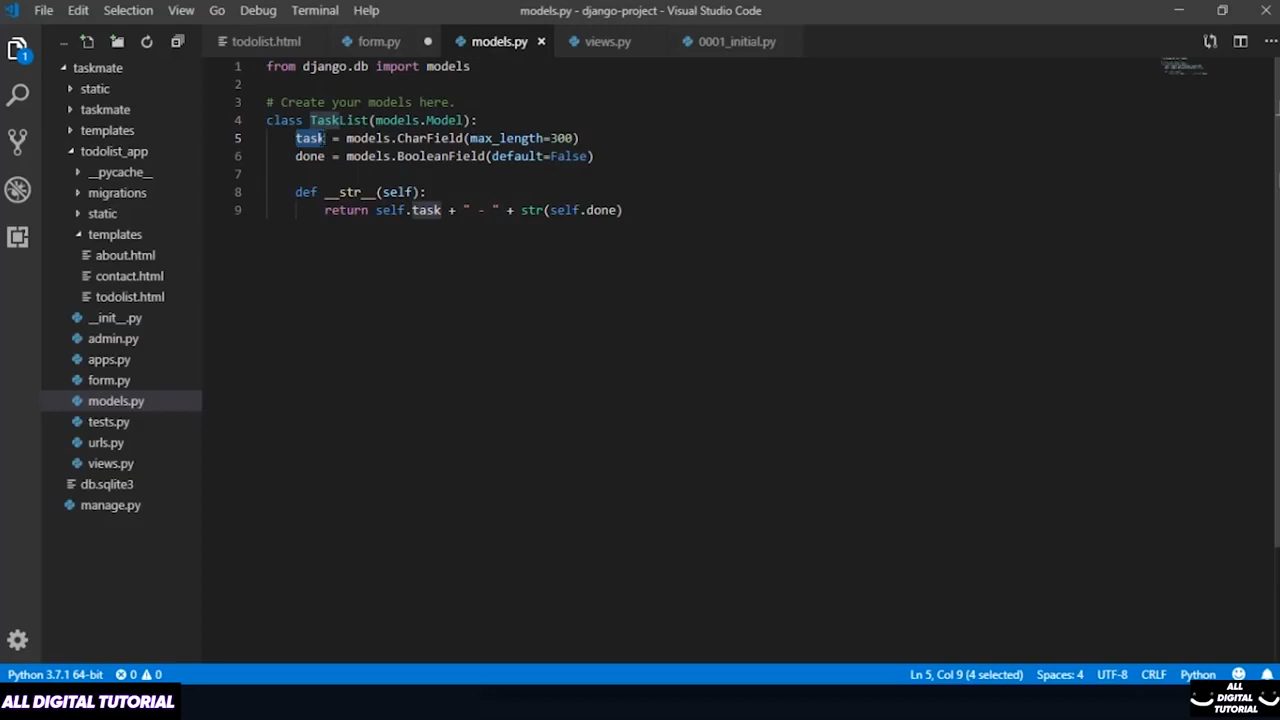 File Edit Selection View Go Debug Terminal Help
models.py - django-project - Visual Studio Code
todolist.html
form.py
models.py
views.py
0001_initial.py
1
taskmate
static
taskmate
templates
todolist_app
__pycache__
migrations
static
templates
about.html
contact.html
todolist.html
__init__.py
admin.py
apps.py
form.py
models.py
tests.py
urls.py
views.py
db.sqlite3
manage.py
1 from django.db import models
2
3 # Create your models here.
4 class TaskList(models.Model):
5 task = models.CharField(max_length=300)
6 done = models.BooleanField(default=False)
7
8 def __str__(self):
9 return self.task + " - " + str(self.done)
Python 3.7.1 64-bit 0 0 Ln 5, Col 9 (4 selected) Spaces: 4 UTF-8 CRLF Python
ALL DIGITAL TUTORIAL
ALL
DIGITAL
TUTORIAL